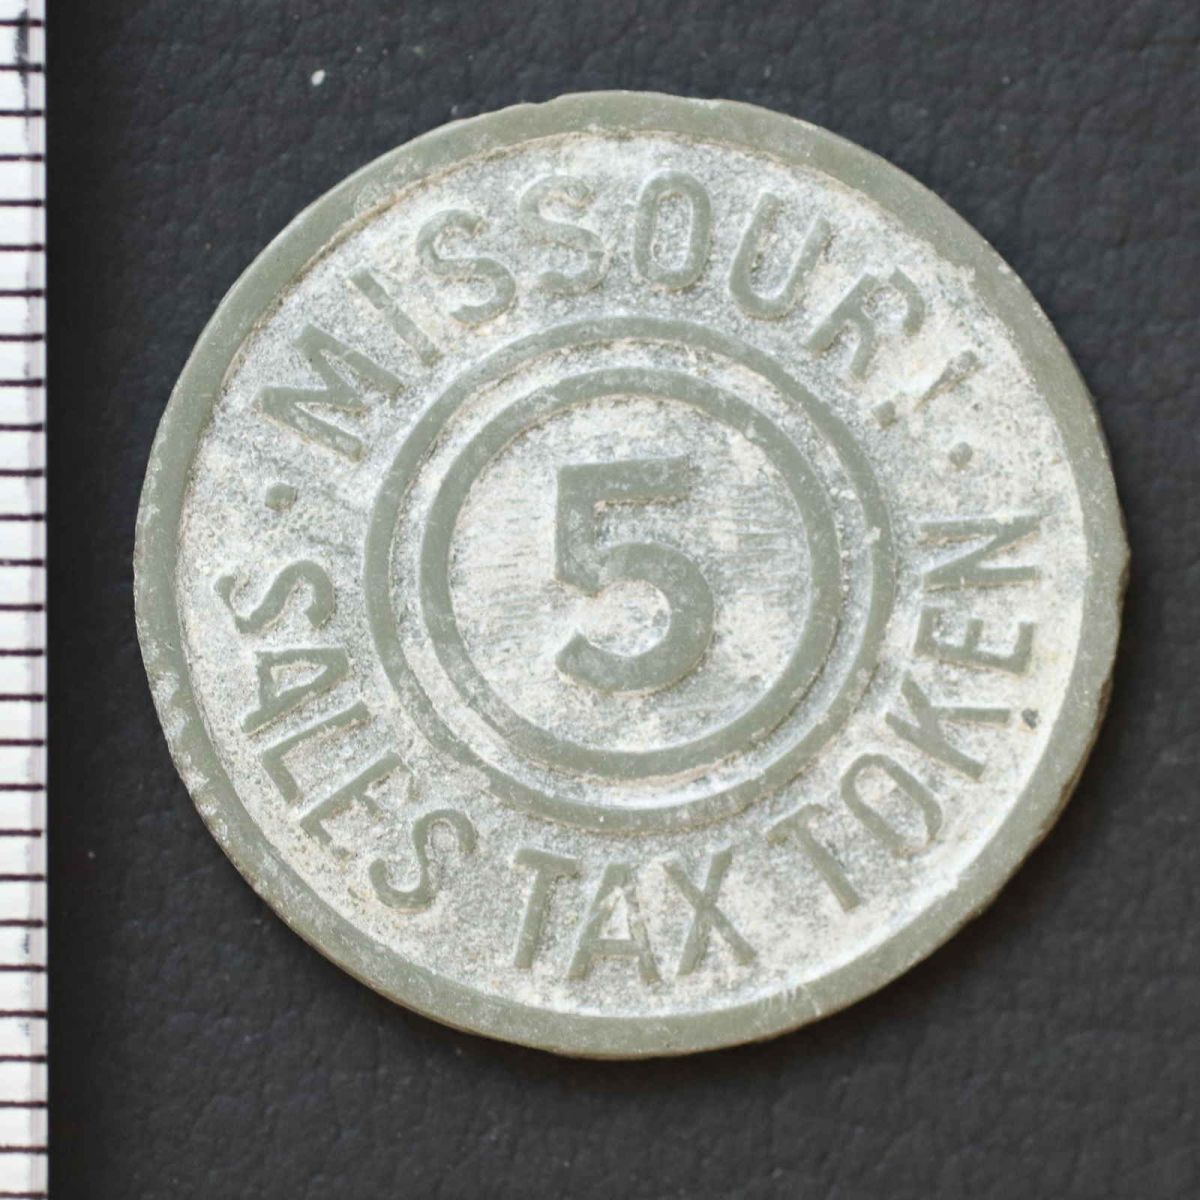 MISSOURI
5
SALES TAX TOKEN